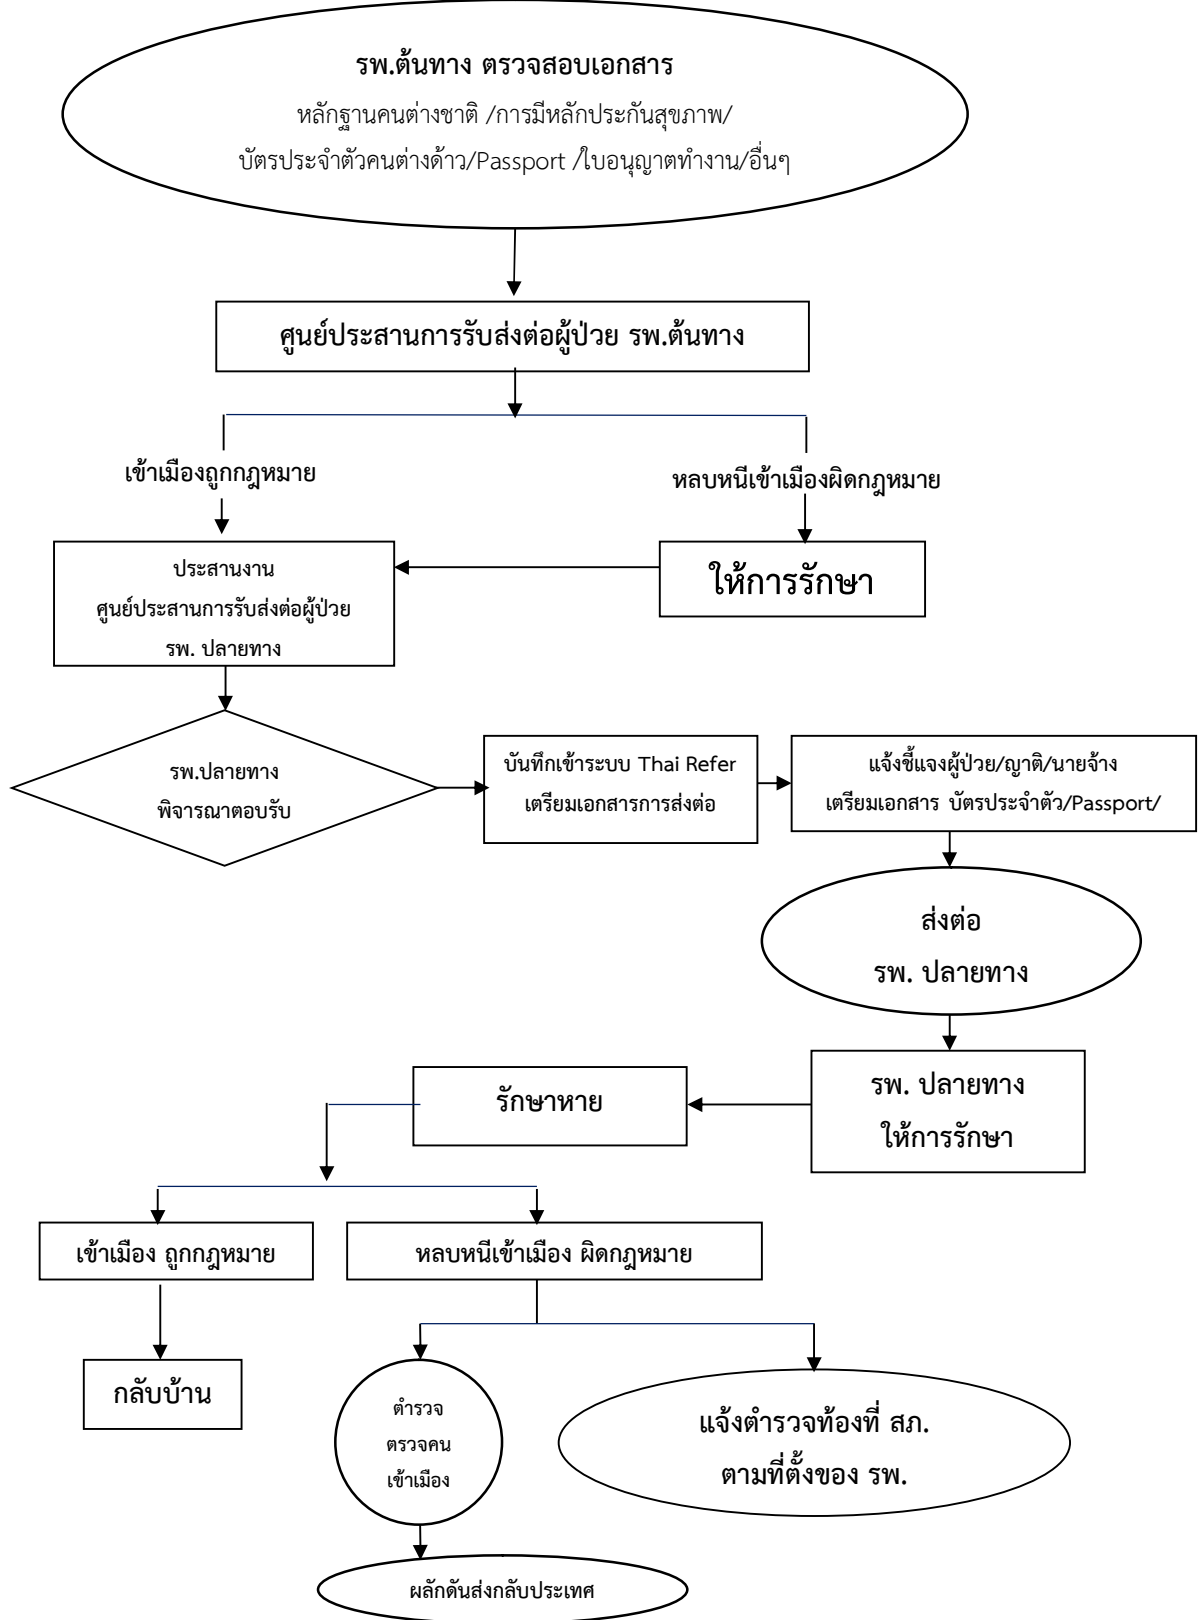 รพ.ต้นทาง ตรวจสอบเอกสาร
หลักฐานคนต่างชาติ /การมีหลักประกันสุขภาพ/
บัตรประจำตัวคนต่างด้าว/Passport /ใบอนุญาตทำงาน/อื่นๆ
ศูนย์ประสานการรับส่งต่อผู้ป่วย รพ.ต้นทาง
เข้าเมืองถูกกฎหมาย
หลบหนีเข้าเมืองผิดกฎหมาย
ประสานงาน
ศูนย์ประสานการรับส่งต่อผู้ป่วย
รพ. ปลายทาง
ให้การรักษา
รพ.ปลายทาง
พิจารณาตอบรับ
บันทึกเข้าระบบ Thai Refer
เตรียมเอกสารการส่งต่อ
แจ้งชี้แจงผู้ป่วย/ญาติ/นายจ้าง
เตรียมเอกสาร บัตรประจำตัว/Passport/
ส่งต่อ
รพ. ปลายทาง
รพ. ปลายทาง
ให้การรักษา
รักษาหาย
เข้าเมือง ถูกกฎหมาย
หลบหนีเข้าเมือง ผิดกฎหมาย
กลับบ้าน
ตำรวจ
ตรวจคน
เข้าเมือง
แจ้งตำรวจท้องที่ สภ.
ตามที่ตั้งของ รพ.
ผลักดันส่งกลับประเทศ